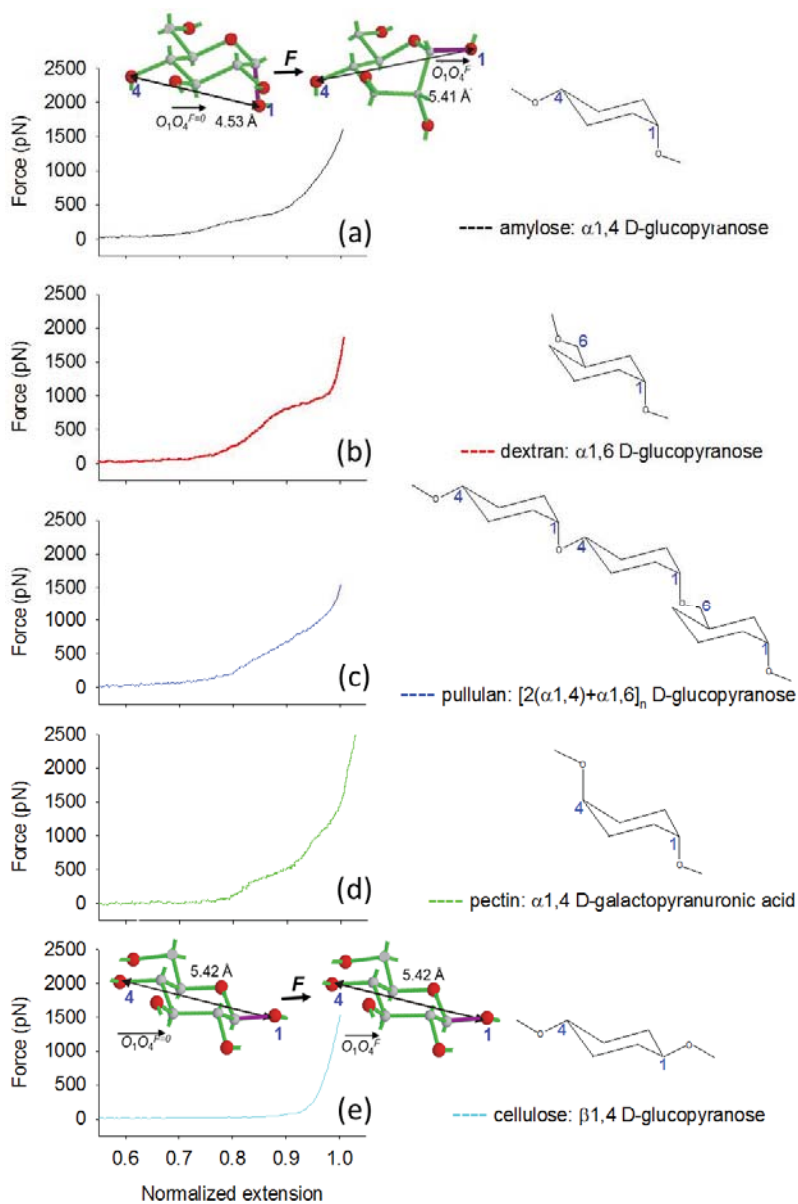 F
4
1
O1O4F=0
4.53 Å
O1O4F
1
4
5.41 Å
2500
2000
1500
1000
500
0
Force (pN)
(a)
4
O
1
O
amylose: α1,4 D-glucopyranose
2500
2000
1500
1000
500
0
Force (pN)
(b)
O
6
1
O
dextran: α1,6 D-glucopyranose
2500
2000
1500
1000
500
0
Force (pN)
(c)
4
O
1
4
O
1
O
6
1
O
pullulan: [2(α1,4)+α1,6]n D-glucopyranose
2500
2000
1500
1000
500
0
Force (pN)
(d)
O
4
1
O
pectin: α1,4 D-galactopyranuronic acid
2500
2000
1500
1000
500
0
Force (pN)
5.42 Å
4
1
O1O4F=0
F
5.42 Å
4
1
O1O4F
(e)
4
O
O
1
cellulose: β1,4 D-glucopyranose
0.6 0.7 0.8 0.9 1.0
Normalized extension